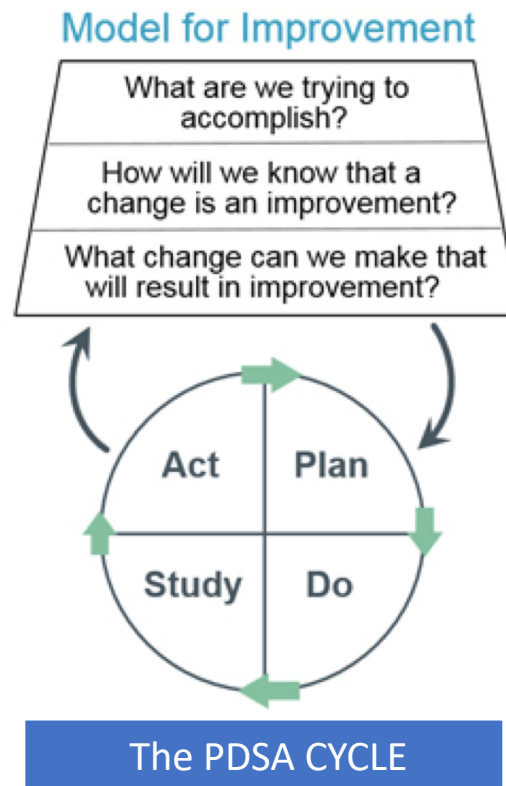 Model for Improvement
What are we trying to
accomplish?
How will we know that a
change is an improvement?
What change can we make that
will result in improvement?
Act
Plan
Study
Do
The PDSA CYCLE